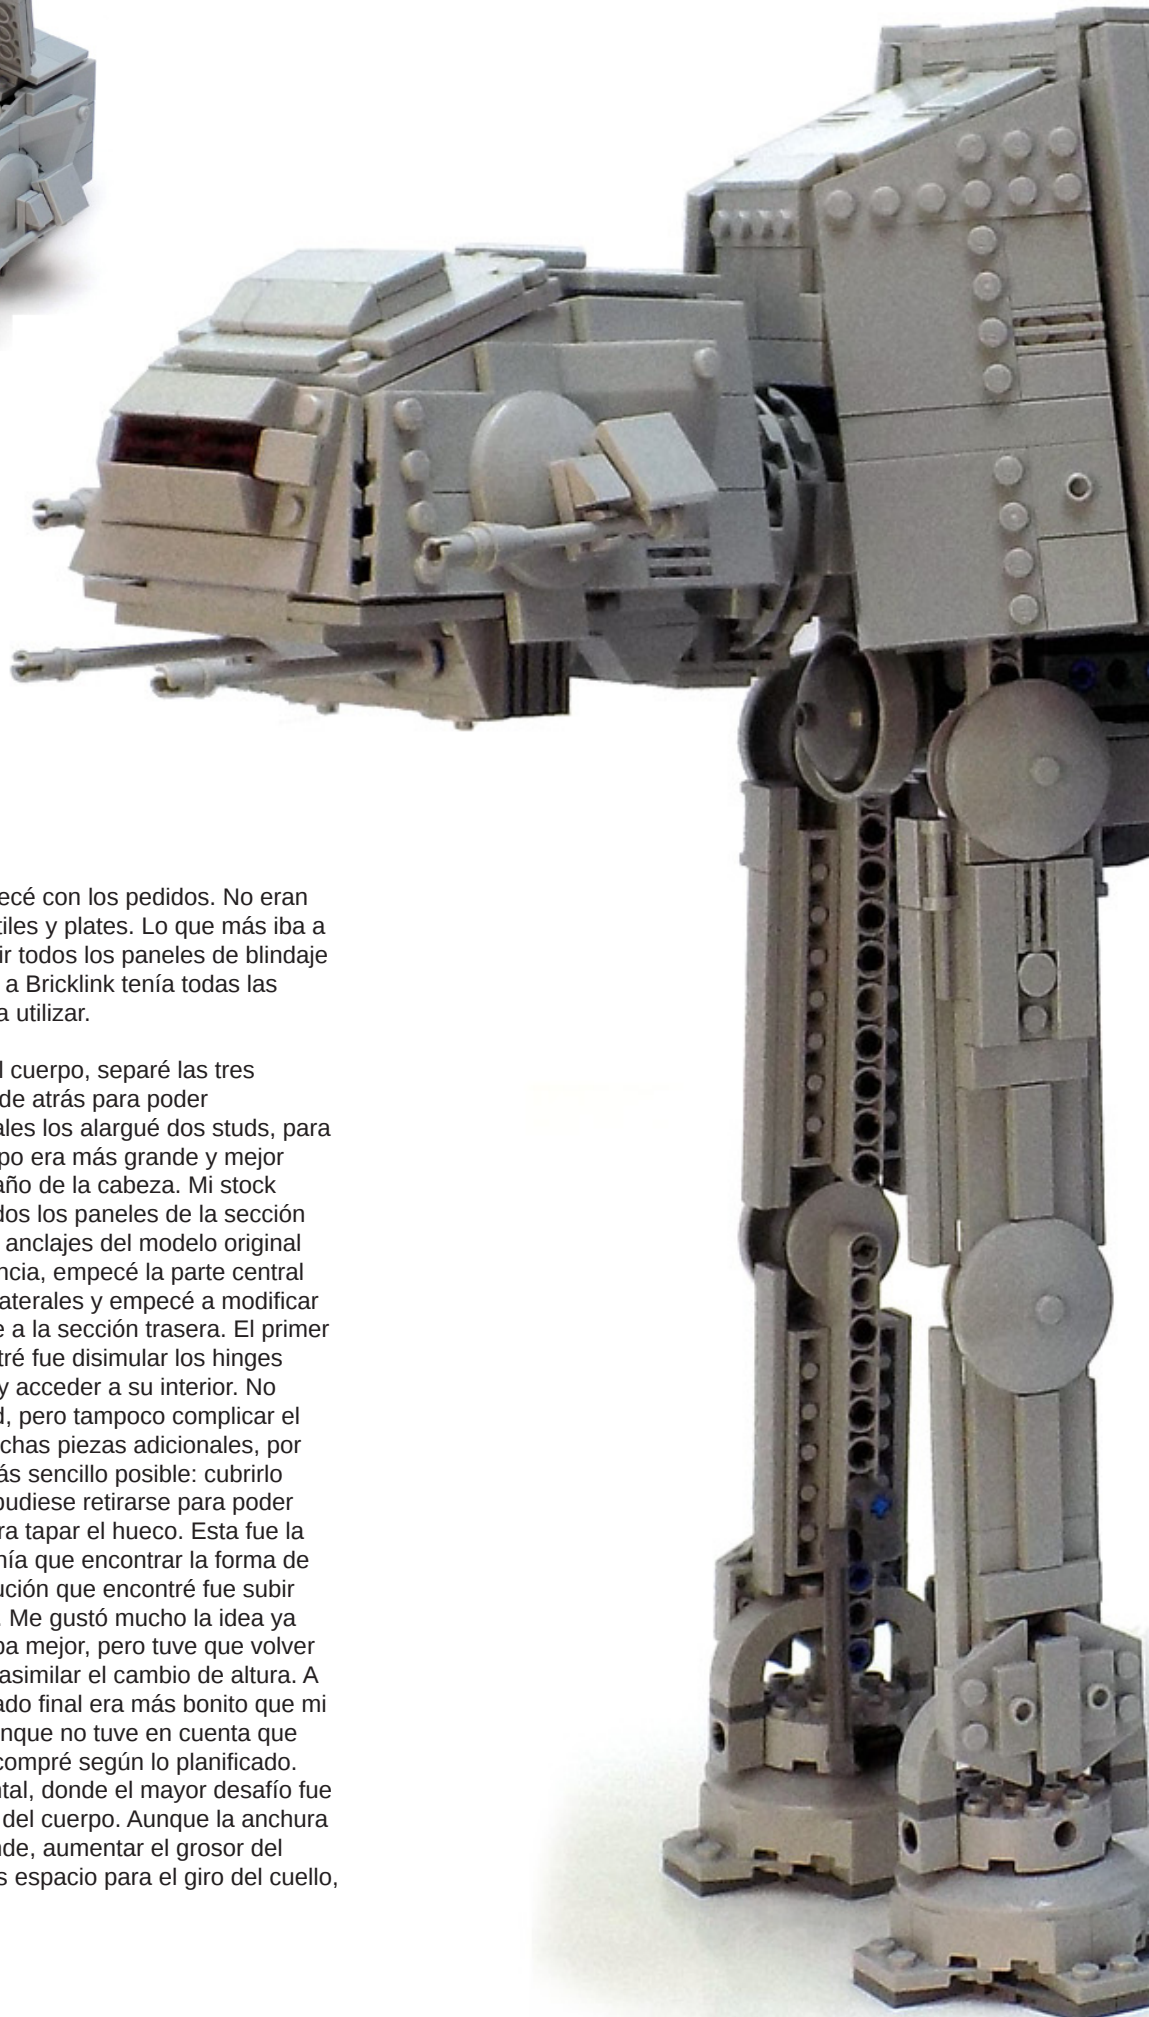 ecé con los pedidos. No eran
tiles y plates. Lo que más iba a
ir todos los paneles de blindaje
a Bricklink tenía todas las
a utilizar.
l cuerpo, separé las tres
de atrás para poder
ales los alargué dos studs, para
po era más grande y mejor
año de la cabeza. Mi stock
dos los paneles de la sección
anclajes del modelo original
ncia, empecé la parte central
aterales y empecé a modificar
e a la sección trasera. El primer
tré fue disimular los hinges
y acceder a su interior. No
d, pero tampoco complicar el
chas piezas adicionales, por
ás sencillo posible: cubrirlo
pudiese retirarse para poder
ra tapar el hueco. Esta fue la
nía que encontrar la forma de
ución que encontré fue subir
. Me gustó mucho la idea ya
ba mejor, pero tuve que volver
asimilar el cambio de altura. A
ado final era más bonito que mi
nque no tuve en cuenta que
compré según lo planificado.
ntal, donde el mayor desafío fue
del cuerpo. Aunque la anchura
nde, aumentar el grosor del
s espacio para el giro del cuello,